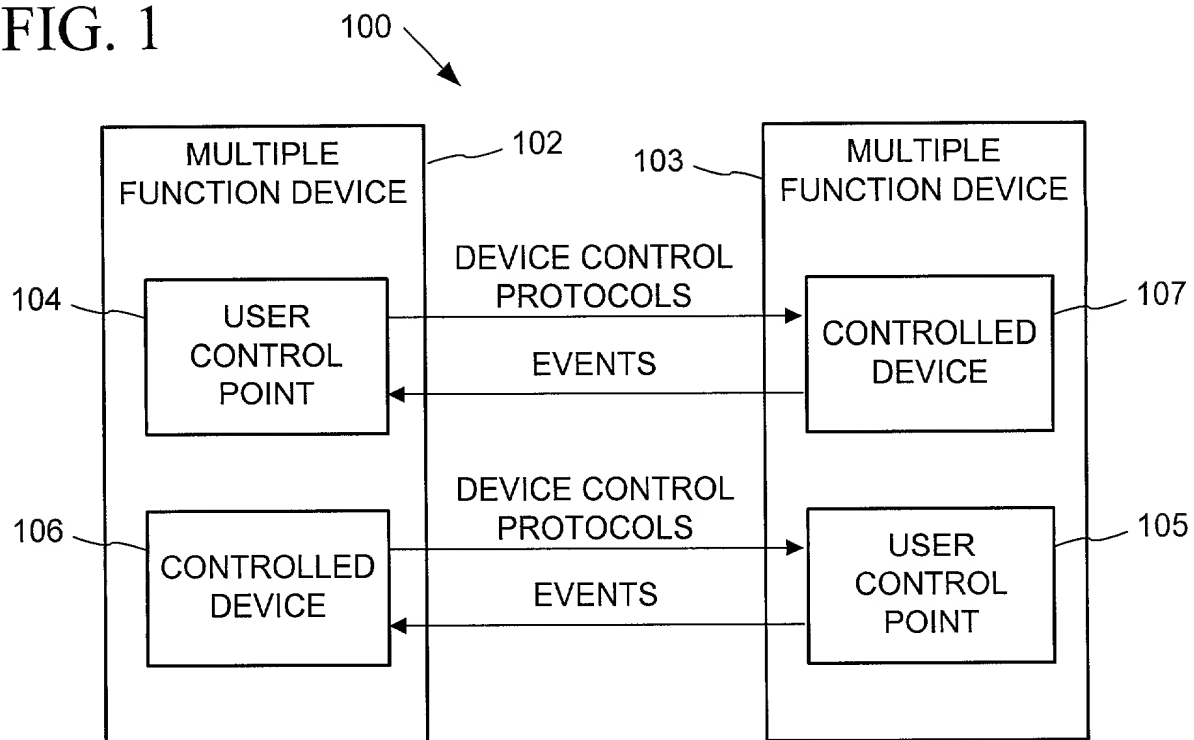 FIG. 1
100
MULTIPLE
FUNCTION DEVICE
102
103
MULTIPLE
FUNCTION DEVICE
DEVICE CONTROL
PROTOCOLS
104
USER
CONTROL
POINT
107
CONTROLLED
DEVICE
EVENTS
DEVICE CONTROL
PROTOCOLS
106
CONTROLLED
DEVICE
105
USER
CONTROL
POINT
EVENTS